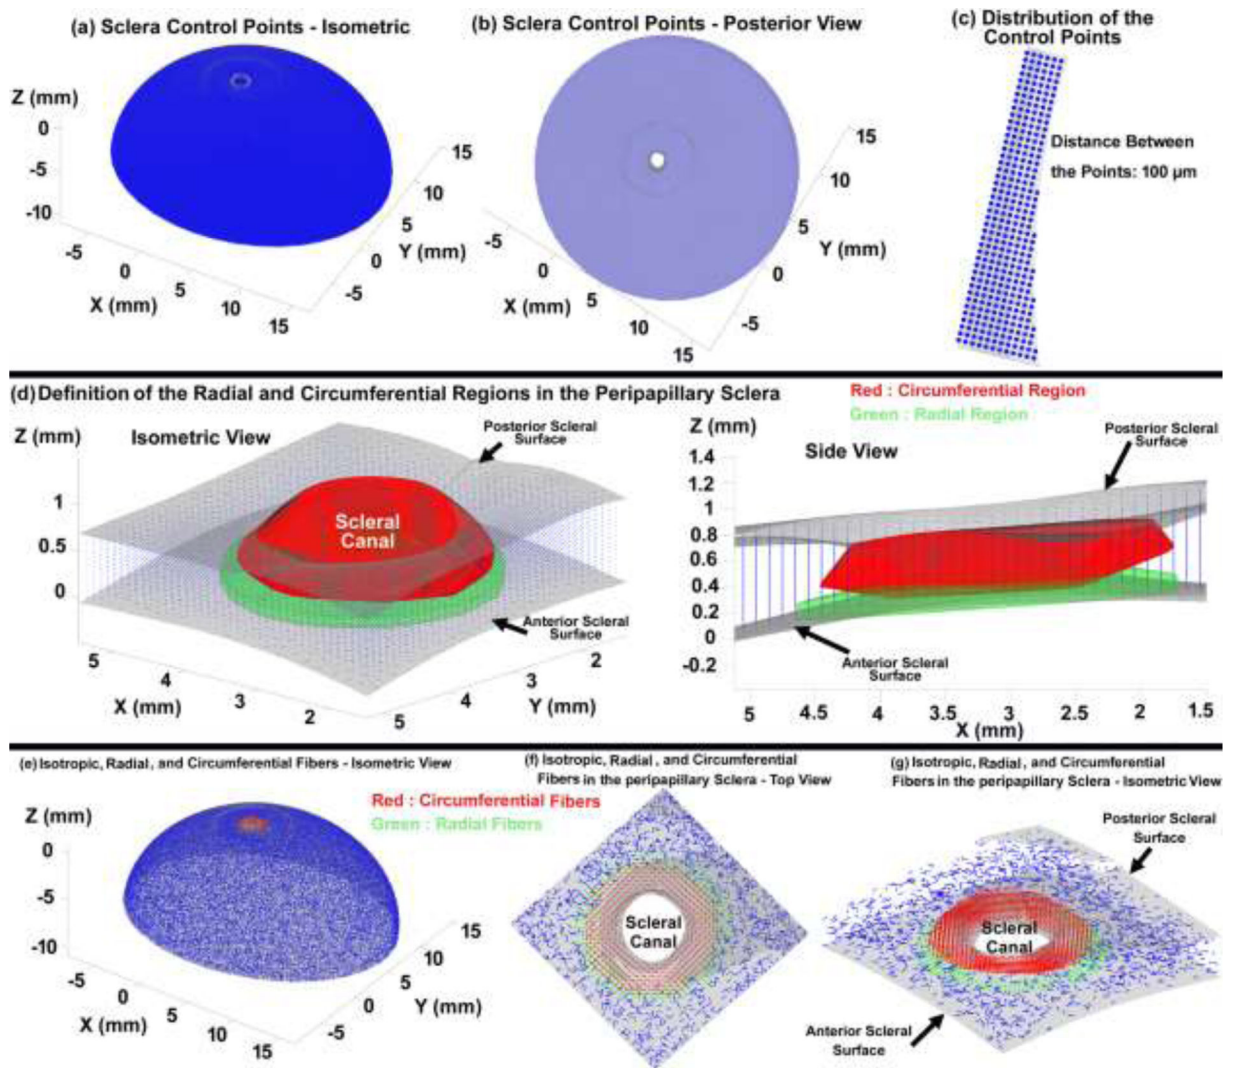 (a) Sclera Control Points - Isometric
Z (mm)
0
-5
-10
-5
0
5
10
15
X (mm)
-5
0
5
10
15
Y (mm)
(b) Sclera Control Points - Posterior View
-5
0
5
10
15
X (mm)
-5
0
5
10
15
Y (mm)
(c) Distribution of the
Control Points
Distance Between
the Points: 100 µm
(d) Definition of the Radial and Circumferential Regions in the Peripapillary Sclera
Red : Circumferential Region
Green : Radial Region
Z (mm)
Isometric View
Posterior Scleral
Surface
1
0.5
0
Scleral
Canal
Anterior Scleral
Surface
5
4
3
2
X (mm)
5
4
3
2
Y (mm)
Z (mm)
Side View
Posterior Scleral
Surface
1.4
1.2
1
0.8
0.6
0.4
0.2
0
-0.2
Anterior Scleral
Surface
5
4.5
4
3.5
3
2.5
2
1.5
X (mm)
(e) Isotropic, Radial, and Circumferential Fibers - Isometric View
Red : Circumferential Fibers
Green : Radial Fibers
Z (mm)
0
-5
-10
-5
0
5
10
15
X (mm)
-5
0
5
10
15
Y (mm)
(f) Isotropic, Radial, and Circumferential
Fibers in the peripapillary Sclera - Top View
Scleral
Canal
(g) Isotropic, Radial, and Circumferential
Fibers in the peripapillary Sclera - Isometric View
Posterior Scleral
Surface
Scleral
Canal
Anterior Scleral
Surface